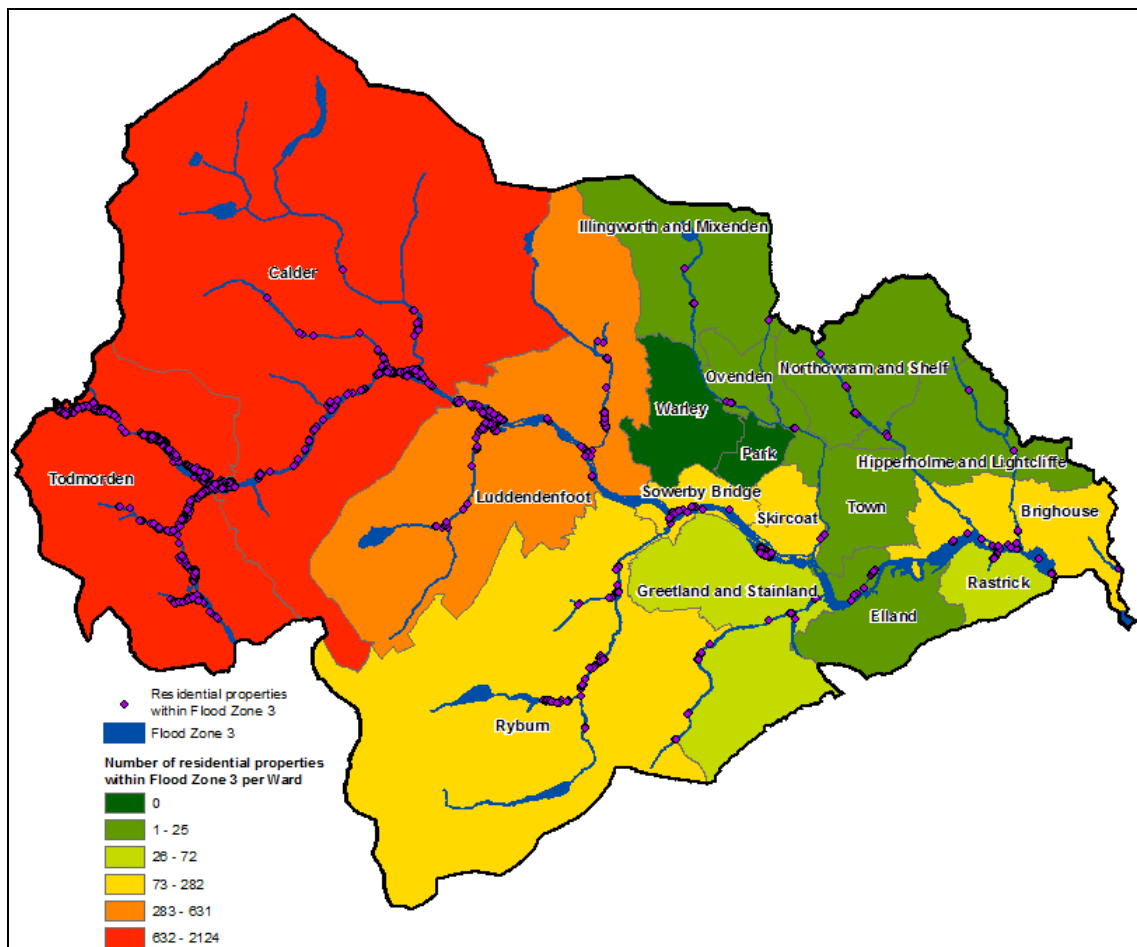 Illingworth and Mixenden
Calder
Ovenden
Northowram and Shelf
Warley
Park
Hipperholme and Lightcliffe
Todmorden
Luddendenfoot
Sowerby Bridge
Skircoat
Town
Brighouse
Greetland and Stainland
Rastrick
Elland
Ryburn
Residential properties
within Flood Zone 3
Flood Zone 3
Number of residential properties
within Flood Zone 3 per Ward
0
1 - 25
26 - 72
73 - 282
283 - 631
632 - 2124